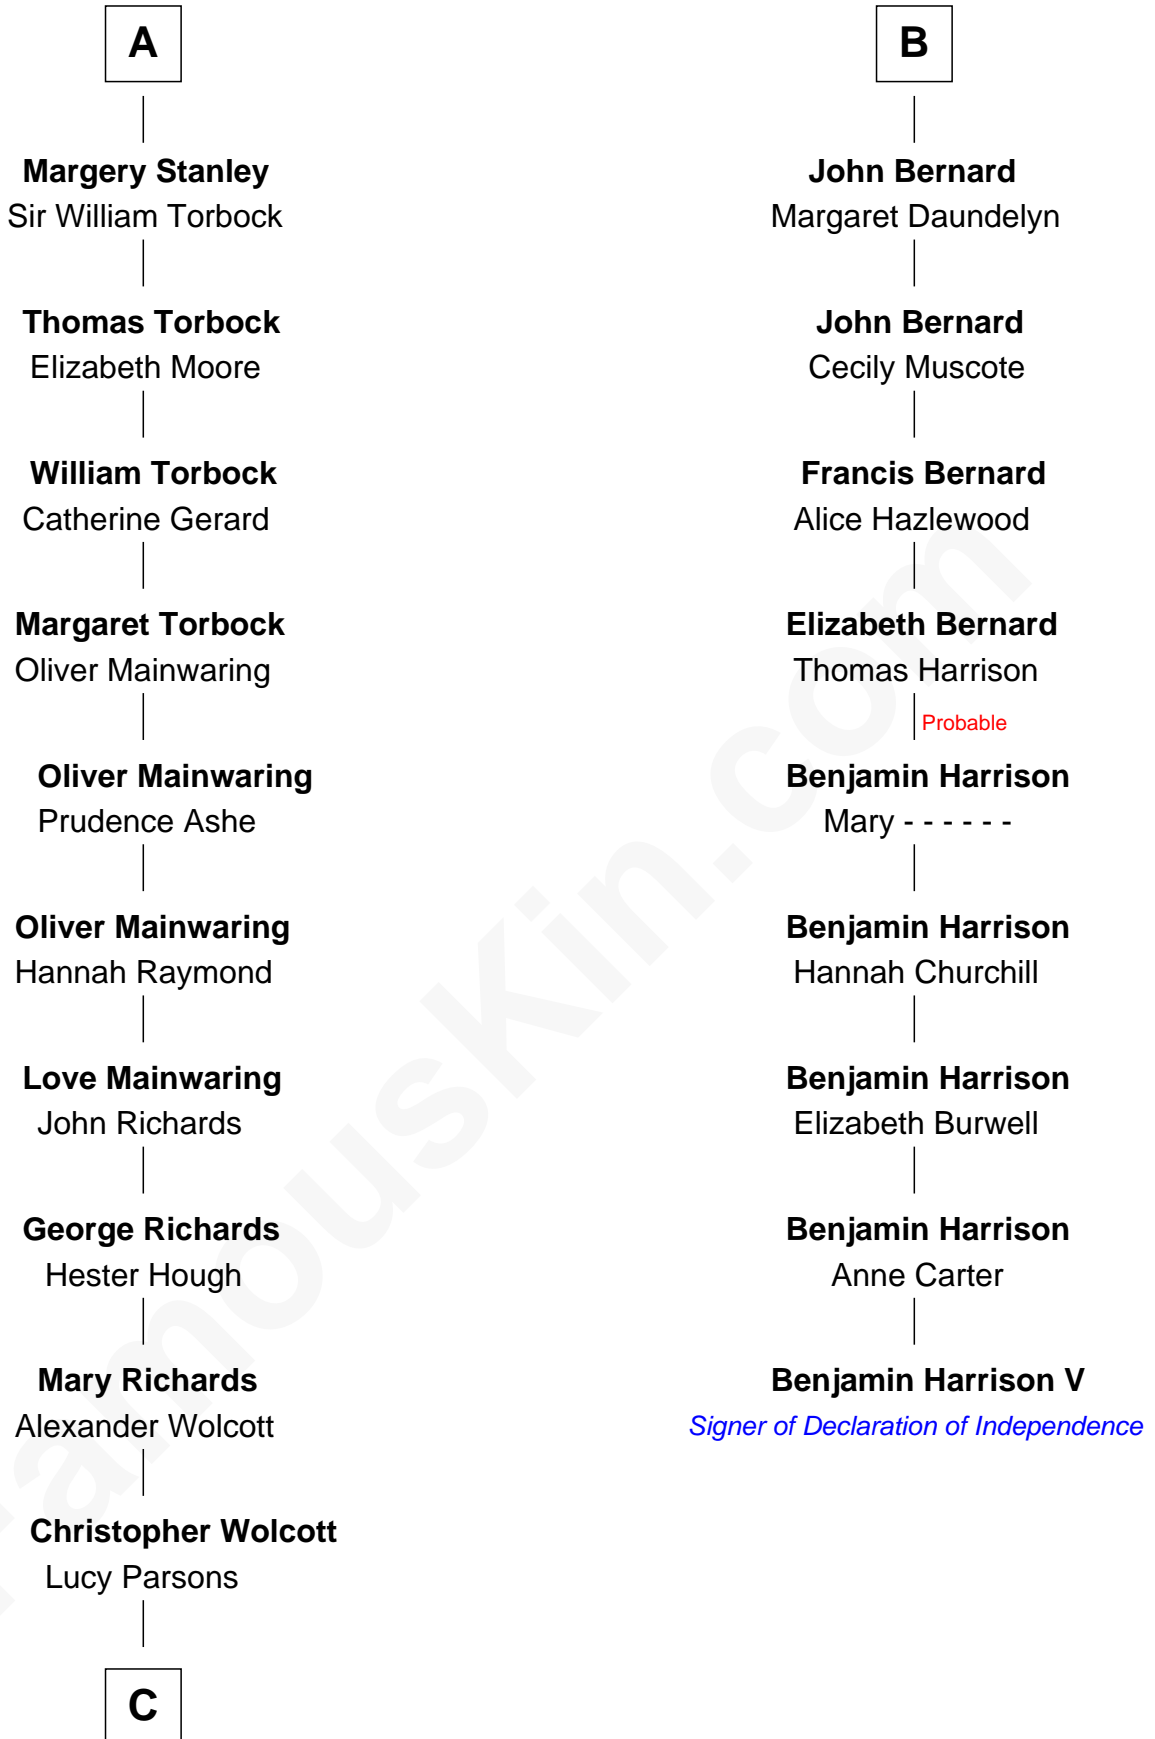 A
Margery Stanley
Sir William Torbock
Thomas Torbock
Elizabeth Moore
William Torbock
Catherine Gerard
Margaret Torbock
Oliver Mainwaring
Oliver Mainwaring
Prudence Ashe
Oliver Mainwaring
Hannah Raymond
Love Mainwaring
John Richards
George Richards
Hester Hough
Mary Richards
Alexander Wolcott
Christopher Wolcott
Lucy Parsons
C
B
John Bernard
Margaret Daundelyn
John Bernard
Cecily Muscote
Francis Bernard
Alice Hazlewood
Elizabeth Bernard
Thomas Harrison
Probable
Benjamin Harrison
Mary - - - - - -
Benjamin Harrison
Hannah Churchill
Benjamin Harrison
Elizabeth Burwell
Benjamin Harrison
Anne Carter
Benjamin Harrison V
Signer of Declaration of Independence
FamousKin.com